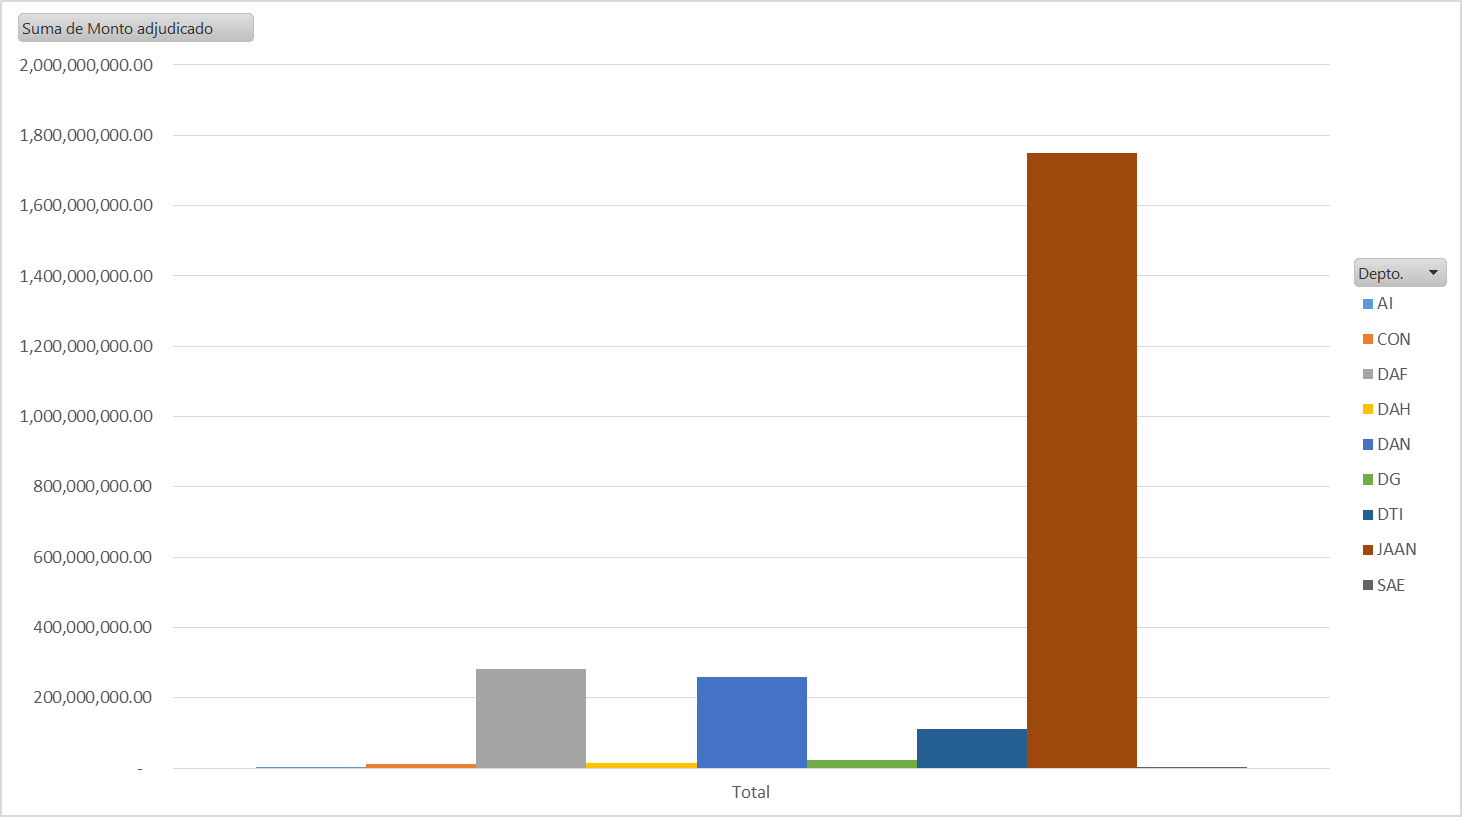 Suma de Monto adjudicado
2,000,000,000.00
1,800,000,000.00
1,600,000,000.00
1,400,000,000.00
1,200,000,000.00
1,000,000,000.00
800,000,000.00
600,000,000.00
400,000,000.00
200,000,000.00
-
Total
Depto.
AI
CON
DAF
DAH
DAN
DG
DTI
JAAN
SAE